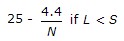 25 - 4.4/N if L < S